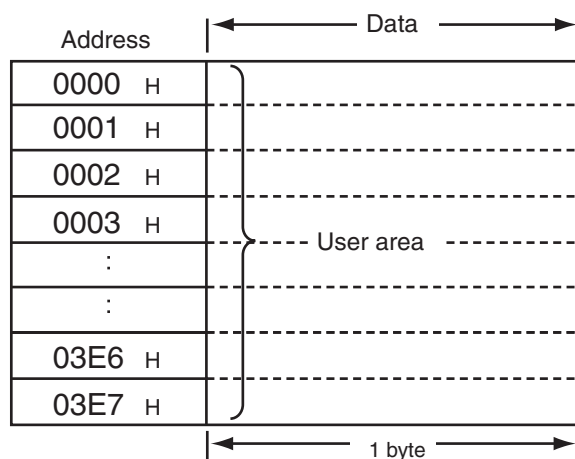 Address Data
0000 H
0001 H
0002 H
0003 H
User area
:
:
03E6 H
03E7 H
1 byte